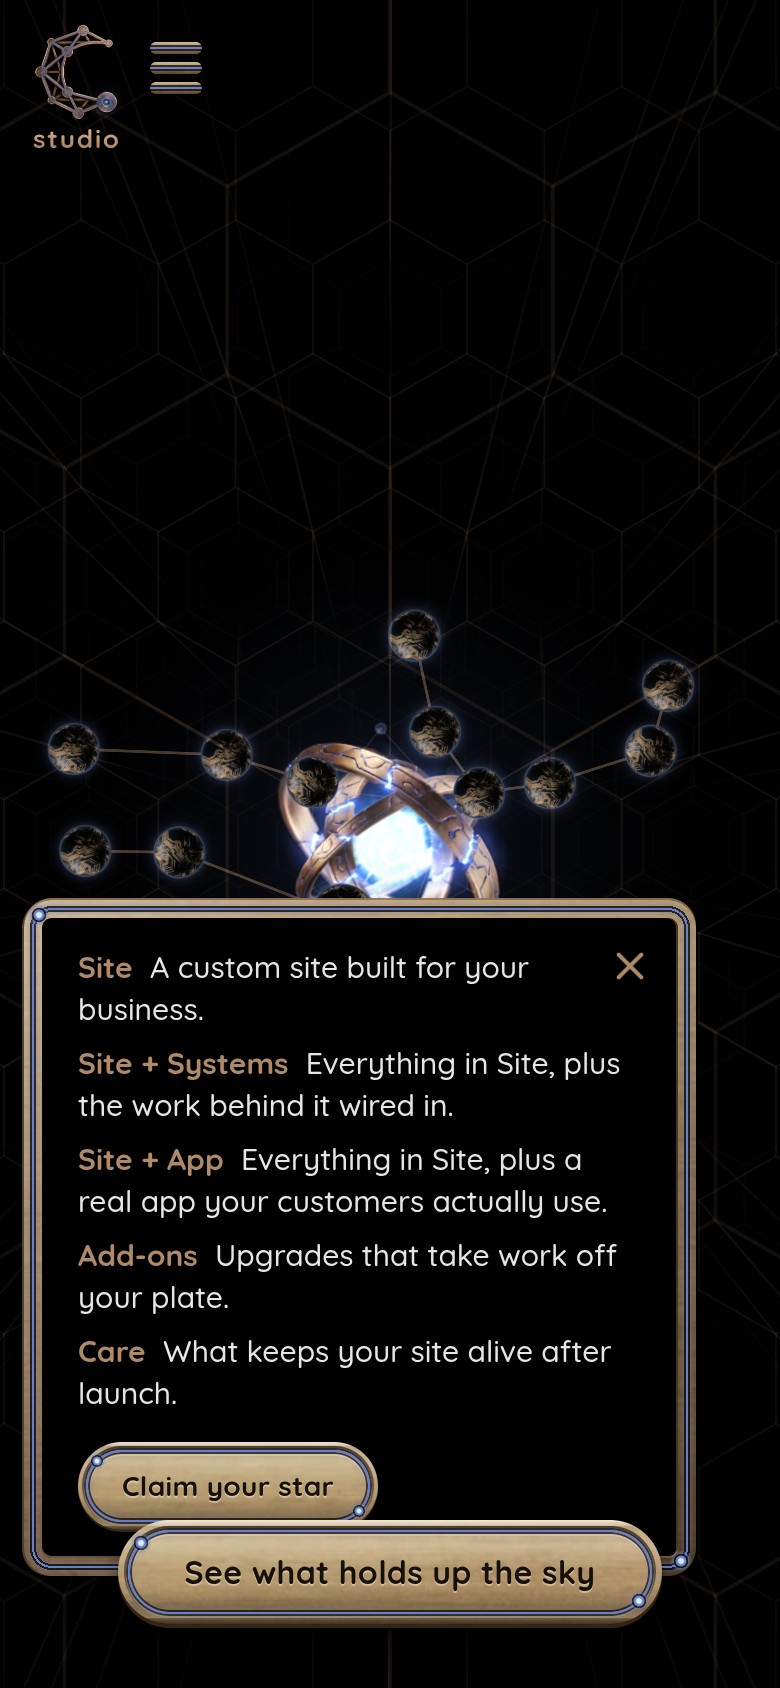 studio
Site A custom site built for your
business.
Site + Systems Everything in Site, plus
the work behind it wired in.
Site + App Everything in Site, plus a
real app your customers actually use.
Add-ons Upgrades that take work off
your plate.
Care What keeps your site alive after
launch.
Claim your star
See what holds up the sky